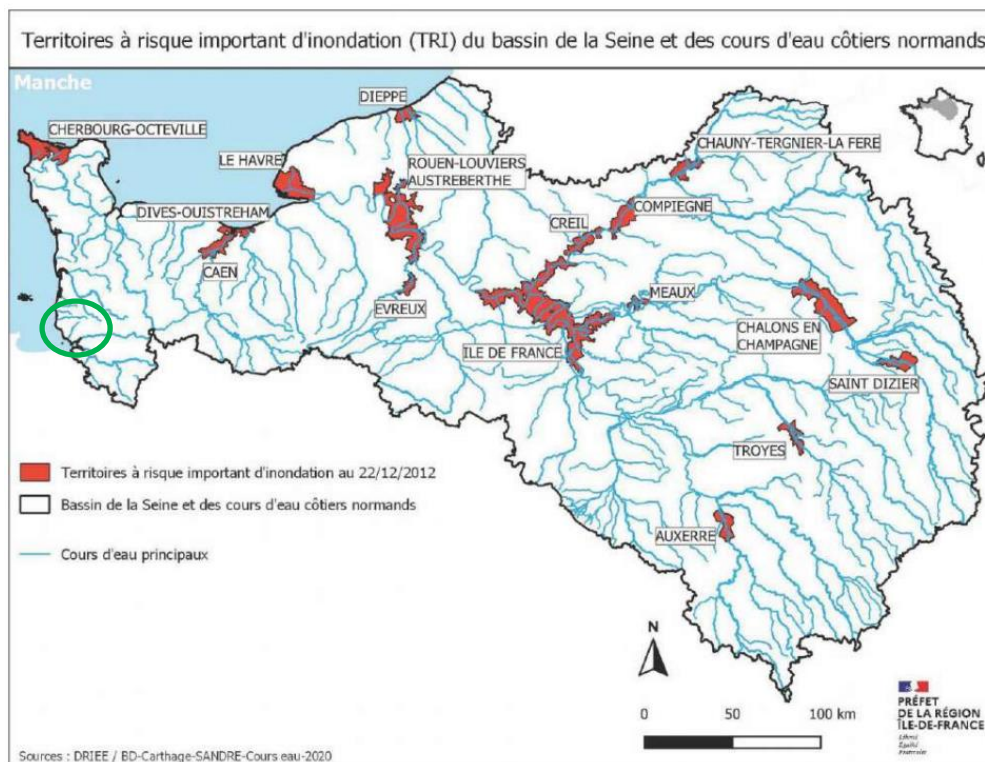 Territoires à risque important d'inondation (TRI) du bassin de la Seine et des cours d'eau côtiers normands
Manche
DIEPPE
CHERBOURG-OCTEVILLE
CHAUNY-TERGNIER-LA FERE
LE HAVRE
ROUEN-LOUVIERS
AUSTREBERTHE
COMPIEGNE
DIVES-OUISTREHAM
CREIL
CAEN
EVREUX
MEAUX
CHALONS EN
CHAMPAGNE
ILE DE FRANCE
SAINT DIZIER
TROYES
Territoires à risque important d'inondation au 22/12/2012
Bassin de la Seine et des cours d'eau côtiers normands
AUXERRE
Cours d'eau principaux
N
0 50 100 km
PRÉFET
DE LA RÉGION
ÎLE-DE-FRANCE
Liberté
Égalité
Fraternité
Sources : DRIEE / BD-Carthage-SANDRE-Cours eau-2020